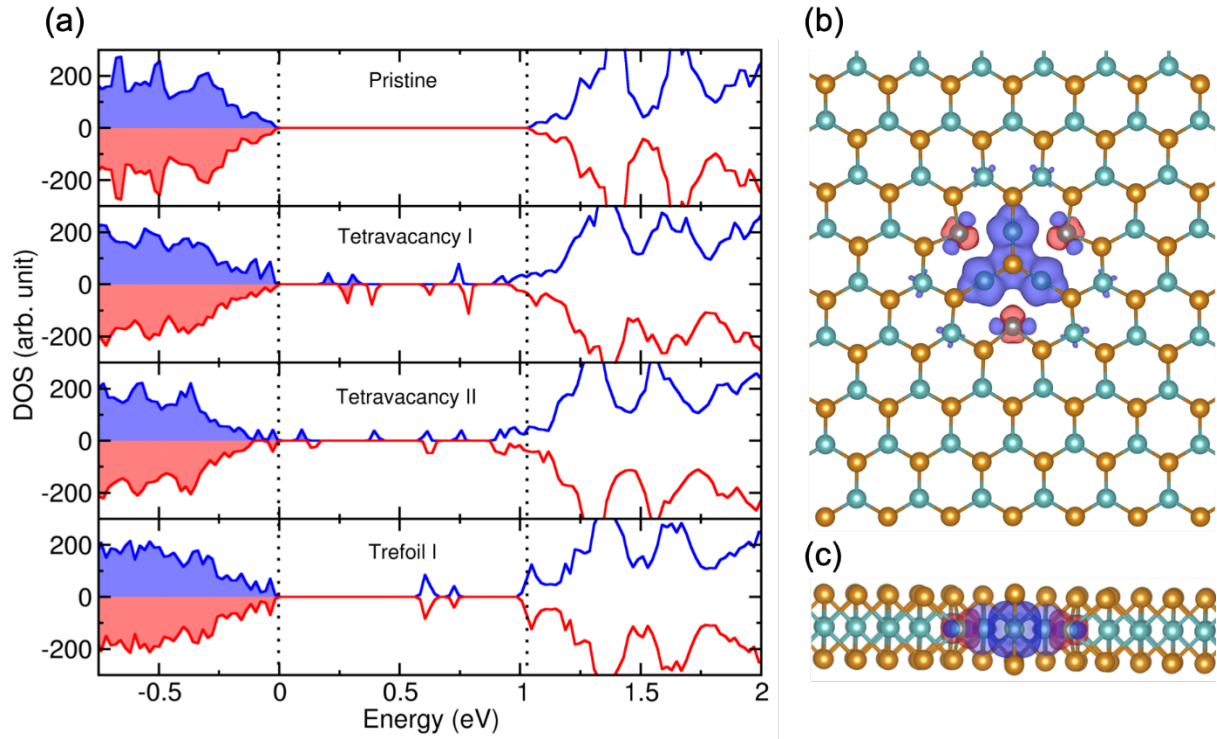 (a)
(b)
DOS (arb. unit)
200
0
-200
Pristine
200
0
-200
Tetravacancy I
200
0
-200
Tetravacancy II
200
0
-200
Trefoil I
-0.5
0
0.5
1
1.5
2
Energy (eV)
(c)